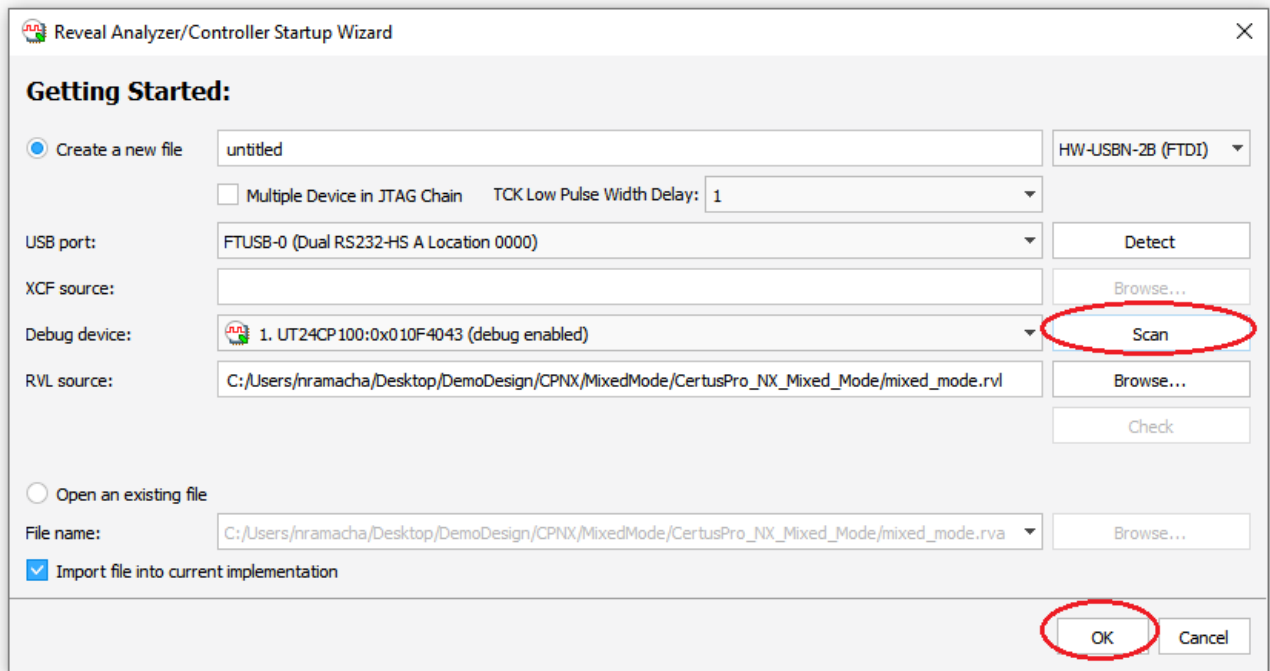 Reveal Analyzer/Controller Startup Wizard
Getting Started:
Create a new file untitled HW-USBN-2B (FTDI)
Multiple Device in JTAG Chain TCK Low Pulse Width Delay: 1
USB port: FTUSB-0 (Dual RS232-HS A Location 0000) Detect
XCF source: Browse...
Debug device: 1. UT24CP100:0x010F4043 (debug enabled) Scan
RVL source: C:/Users/nramacha/Desktop/DemoDesign/CPNX/MixedMode/CertusPro_NX_Mixed_Mode/mixed_mode.rvl Browse...
Check
Open an existing file
File name: C:/Users/nramacha/Desktop/DemoDesign/CPNX/MixedMode/CertusPro_NX_Mixed_Mode/mixed_mode.rva Browse...
Import file into current implementation
OK Cancel